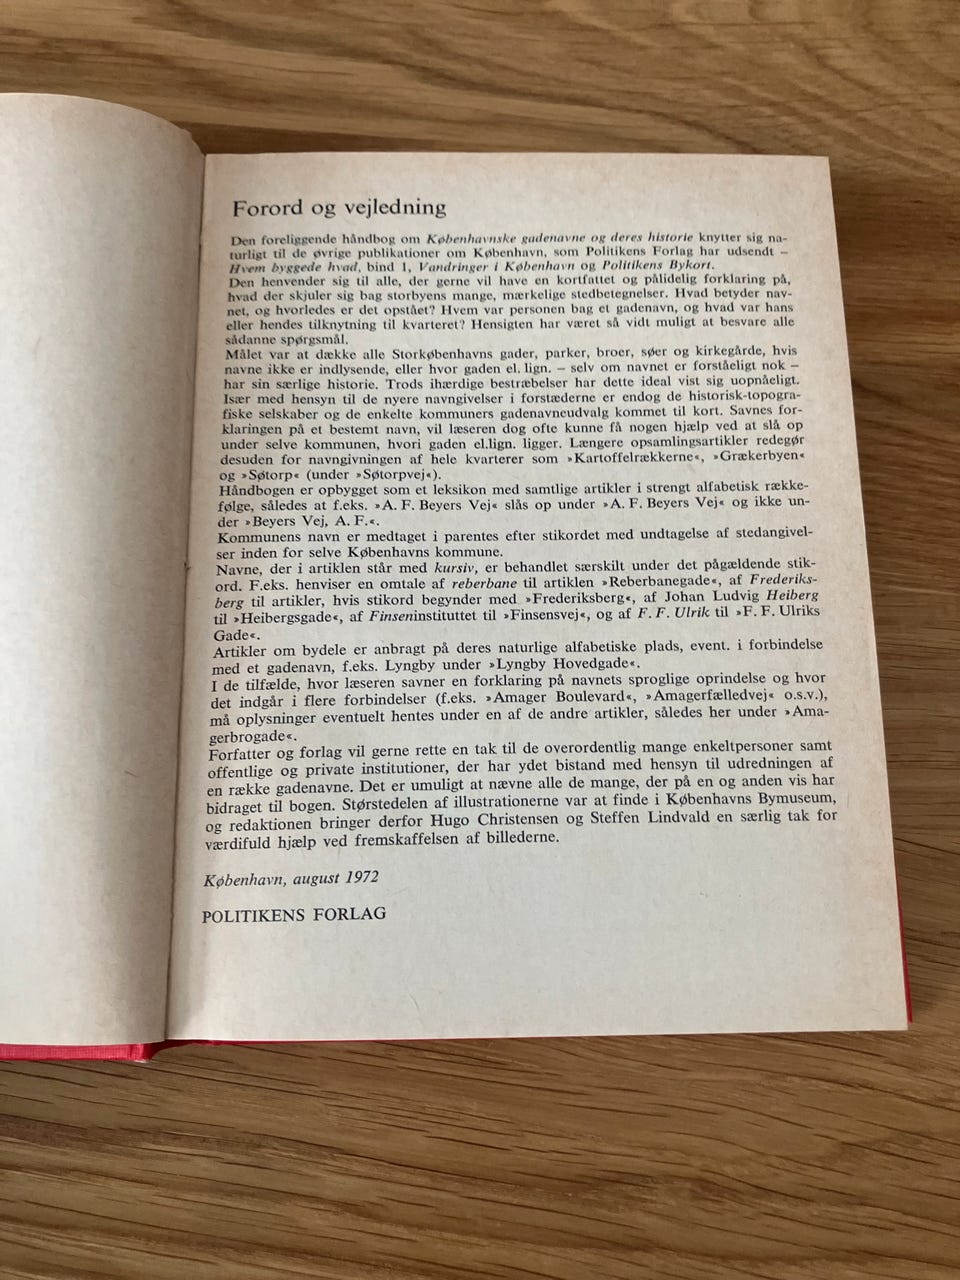 Forord og vejledning
Den foreliggende håndbog om Københavnske gadenavne og deres historie knytter sig na-
turligt til de øvrige publikationer om København, som Politikens Forlag har udsendt –
Hvem byggede hvad, bind 1, Vandringer i København og Politikens Bykort.
Den henvender sig til alle, der gerne vil have en kortfattet og pålidelig forklaring på,
hvad der skjuler sig bag storbyens mange, mærkelige stedbetegnelser. Hvad betyder nav-
net, og hvorledes er det opstået? Hvem var personen bag et gadenavn, og hvad var hans
eller hendes tilknytning til kvarteret? Hensigten har været så vidt muligt at besvare alle
sådanne spørgsmål.
Målet var at dække alle Storkøbenhavns gader, parker, broer, søer og kirkegårde, hvis
navne ikke er indlysende, eller hvor gaden el. lign. – selv om navnet er forståeligt nok –
har sin særlige historie. Trods ihærdige bestræbelser har dette ideal vist sig uopnåeligt.
Især med hensyn til de nyere navngivelser i forstæderne er endog de historisk-topogra-
fiske selskaber og de enkelte kommuners gadenavneudvalg kommet til kort. Savnes for-
klaringen på et bestemt navn, vil læseren dog ofte kunne få nogen hjælp ved at slå op
under selve kommunen, hvori gaden el.lign. ligger. Længere opsamlingsartikler redegør
desuden for navngivningen af hele kvarterer som »Kartoffelrækkerne«, »Grækerbyen«
og »Søtorp« (under »Søtorpvej«).
Håndbogen er opbygget som et leksikon med samtlige artikler i strengt alfabetisk række-
følge, således at f.eks. »A. F. Beyers Vej« slås op under »A. F. Beyers Vej« og ikke un-
der »Beyers Vej, A. F.«.
Kommunens navn er medtaget i parentes efter stikordet med undtagelse af stedangivel-
ser inden for selve Københavns kommune.
Navne, der i artiklen står med kursiv, er behandlet særskilt under det pågældende stik-
ord. F.eks. henviser en omtale af reberbane til artiklen »Reberbanegade«, af Frederiks-
berg til artikler, hvis stikord begynder med »Frederiksberg«, af Johan Ludvig Heiberg
til »Heibergsgade«, af Finseninstituttet til »Finsensvej«, og af F. F. Ulrik til »F. F. Ulriks
Gade«.
Artikler om bydele er anbragt på deres naturlige alfabetiske plads, event. i forbindelse
med et gadenavn, f.eks. Lyngby under »Lyngby Hovedgade«.
I de tilfælde, hvor læseren savner en forklaring på navnets sproglige oprindelse og hvor
det indgår i flere forbindelser (f.eks. »Amager Boulevard«, »Amagerfælledvej« o.s.v.),
må oplysninger eventuelt hentes under en af de andre artikler, således her under »Ama-
gerbrogade«.
Forfatter og forlag vil gerne rette en tak til de overordentlig mange enkeltpersoner samt
offentlige og private institutioner, der har ydet bistand med hensyn til udredningen af
en række gadenavne. Det er umuligt at nævne alle de mange, der på en og anden vis har
bidraget til bogen. Størstedelen af illustrationerne var at finde i Københavns Bymuseum,
og redaktionen bringer derfor Hugo Christensen og Steffen Lindvald en særlig tak for
værdifuld hjælp ved fremskaffelsen af billederne.
København, august 1972
POLITIKENS FORLAG